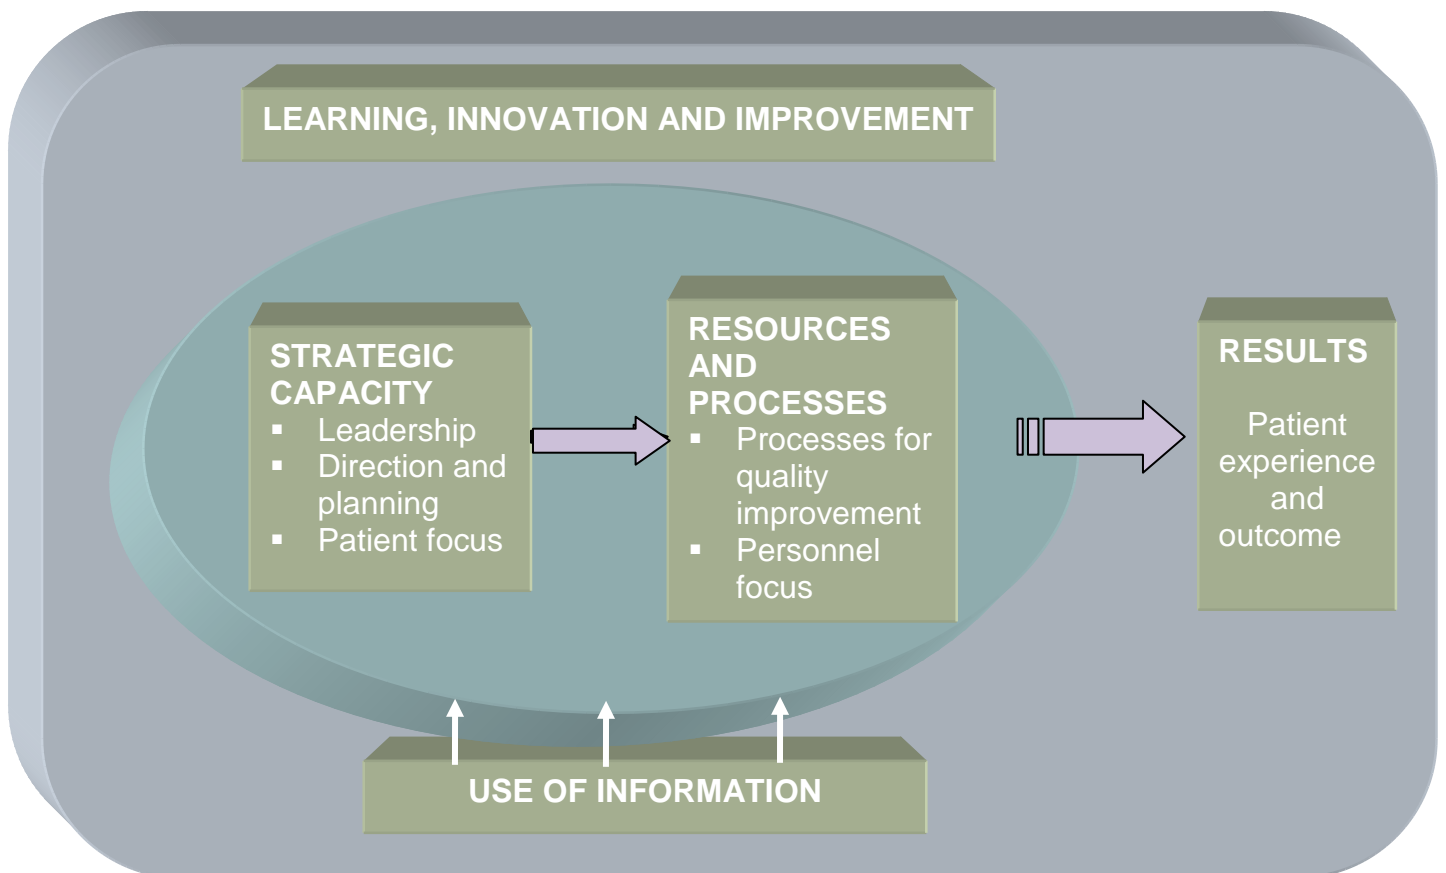 LEARNING, INNOVATION AND IMPROVEMENT
STRATEGIC
CAPACITY
▪ Leadership
▪ Direction and
planning
▪ Patient focus
RESOURCES
AND
PROCESSES
▪ Processes for
quality
improvement
▪ Personnel
focus
RESULTS
Patient
experience
and
outcome
USE OF INFORMATION